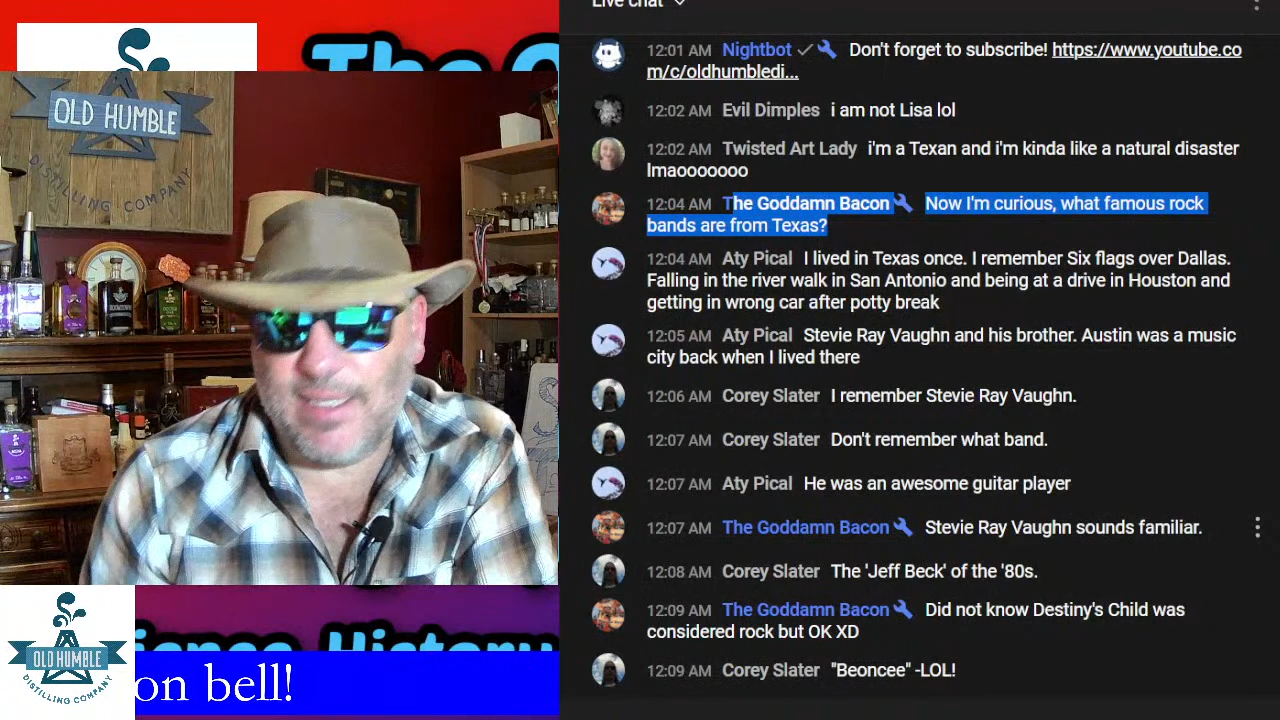 The
OLD HUMBLE
DISTILLING COMPANY
OLD HUMBLE
DISTILLING COMPANY
on bell!
Live chat
12:01 AM Nightbot Don't forget to subscribe! https://www.youtube.co
m/c/oldhumbledi...
12:02 AM Evil Dimples i am not Lisa lol
12:02 AM Twisted Art Lady i'm a Texan and i'm kinda like a natural disaster
lmaooooooo
12:04 AM The Goddamn Bacon Now I'm curious, what famous rock
bands are from Texas?
12:04 AM Aty Pical I lived in Texas once. I remember Six flags over Dallas.
Falling in the river walk in San Antonio and being at a drive in Houston and
getting in wrong car after potty break
12:05 AM Aty Pical Stevie Ray Vaughn and his brother. Austin was a music
city back when I lived there
12:06 AM Corey Slater I remember Stevie Ray Vaughn.
12:07 AM Corey Slater Don't remember what band.
12:07 AM Aty Pical He was an awesome guitar player
12:07 AM The Goddamn Bacon Stevie Ray Vaughn sounds familiar.
12:08 AM Corey Slater The 'Jeff Beck' of the '80s.
12:09 AM The Goddamn Bacon Did not know Destiny's Child was
considered rock but OK XD
12:09 AM Corey Slater "Beoncee" -LOL!